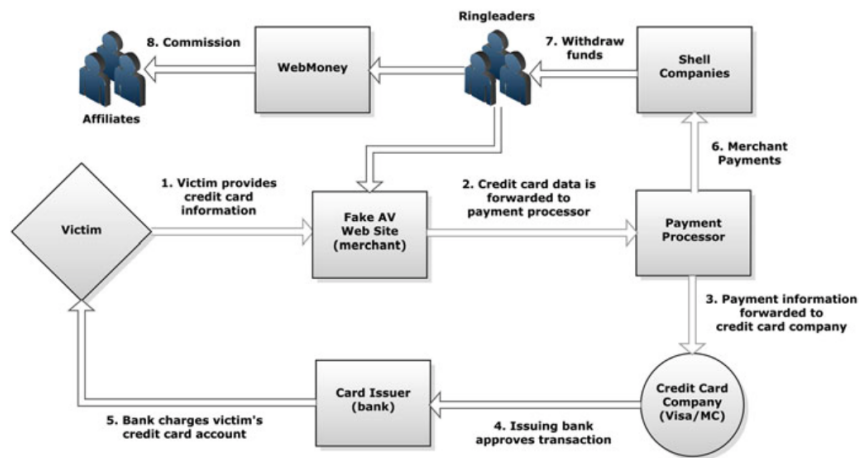 Ringleaders
8. Commission
7. Withdraw
funds
WebMoney
Shell
Companies
Affiliates
6. Merchant
Payments
1. Victim provides
credit card
information
2. Credit card data is
forwarded to
payment processor
Victim
Fake AV
Web Site
(merchant)
Payment
Processor
3. Payment information
forwarded to
credit card company
Card Issuer
(bank)
Credit Card
Company
(Visa/MC)
5. Bank charges victim's
credit card account
4. Issuing bank
approves transaction